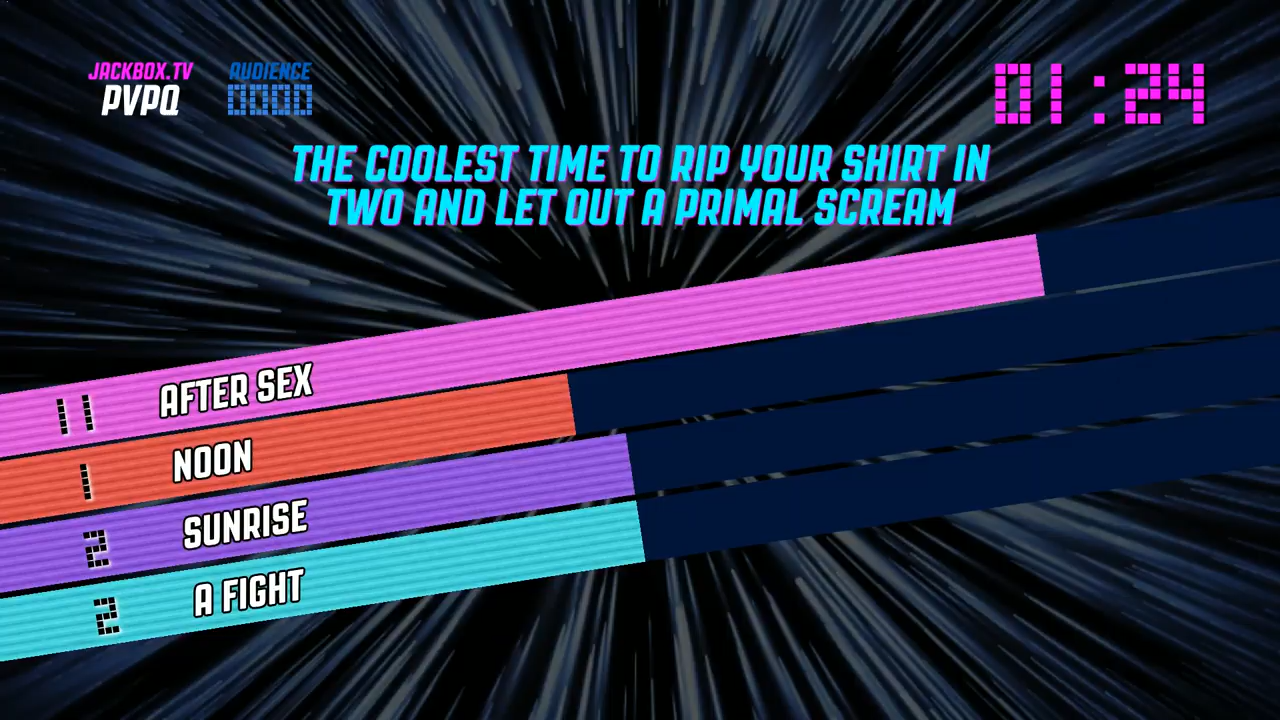 JACKBOX.TV
PVPQ
AUDIENCE
0000
01:24
THE COOLEST TIME TO RIP YOUR SHIRT IN
TWO AND LET OUT A PRIMAL SCREAM
11 AFTER SEX
1 NOON
2 SUNRISE
2 A FIGHT